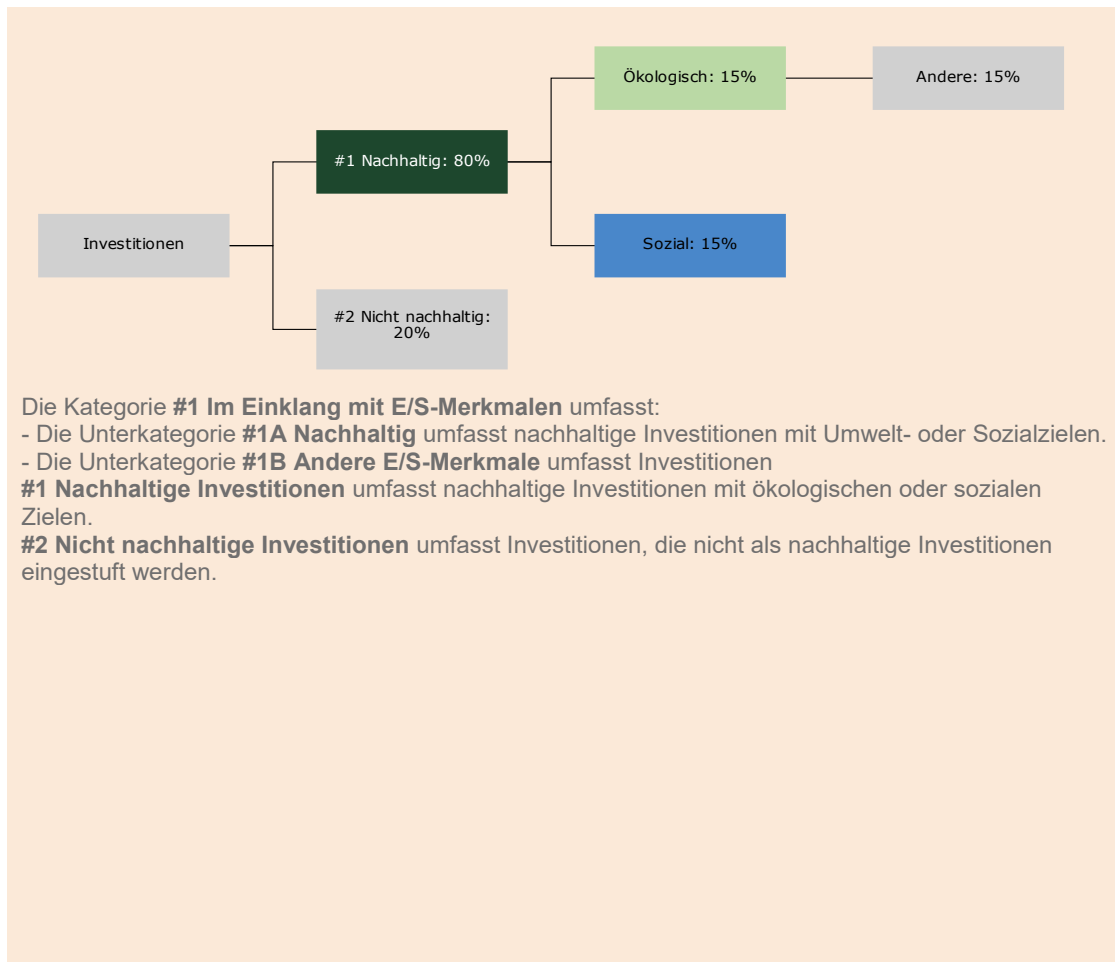 Ökologisch: 15%
Andere: 15%
#1 Nachhaltig: 80%
Investitionen
Sozial: 15%
#2 Nicht nachhaltig:
20%
Die Kategorie #1 Im Einklang mit E/S-Merkmalen umfasst:
- Die Unterkategorie #1A Nachhaltig umfasst nachhaltige Investitionen mit Umwelt- oder Sozialzielen.
- Die Unterkategorie #1B Andere E/S-Merkmale umfasst Investitionen
#1 Nachhaltige Investitionen umfasst nachhaltige Investitionen mit ökologischen oder sozialen
Zielen.
#2 Nicht nachhaltige Investitionen umfasst Investitionen, die nicht als nachhaltige Investitionen
eingestuft werden.